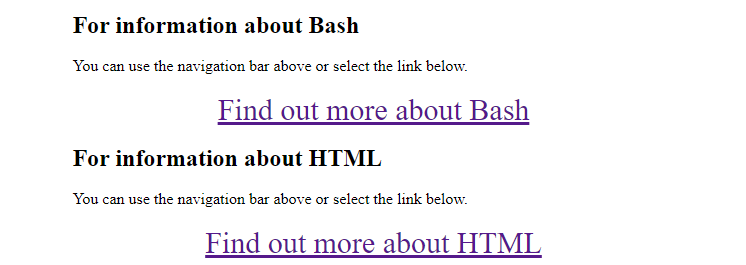 For information about Bash
You can use the navigation bar above or select the link below.
Find out more about Bash
For information about HTML
You can use the navigation bar above or select the link below.
Find out more about HTML